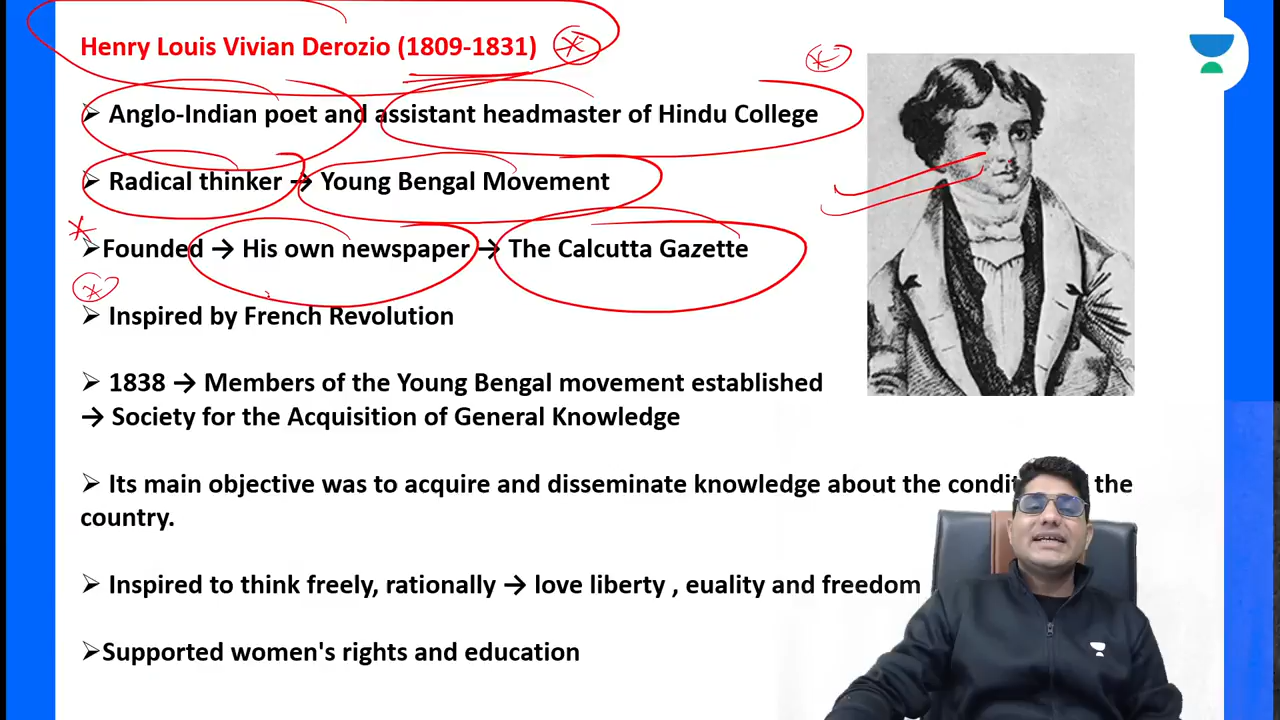 Henry Louis Vivian Derozio (1809-1831)
➢ Anglo-Indian poet and assistant headmaster of Hindu College
➢ Radical thinker → Young Bengal Movement
➢Founded → His own newspaper → The Calcutta Gazette
➢ Inspired by French Revolution
➢ 1838 → Members of the Young Bengal movement established
→ Society for the Acquisition of General Knowledge
➢ Its main objective was to acquire and disseminate knowledge about the the
country.
➢ Inspired to think freely, rationally → love liberty , euality and freedom
➢Supported women's rights and education